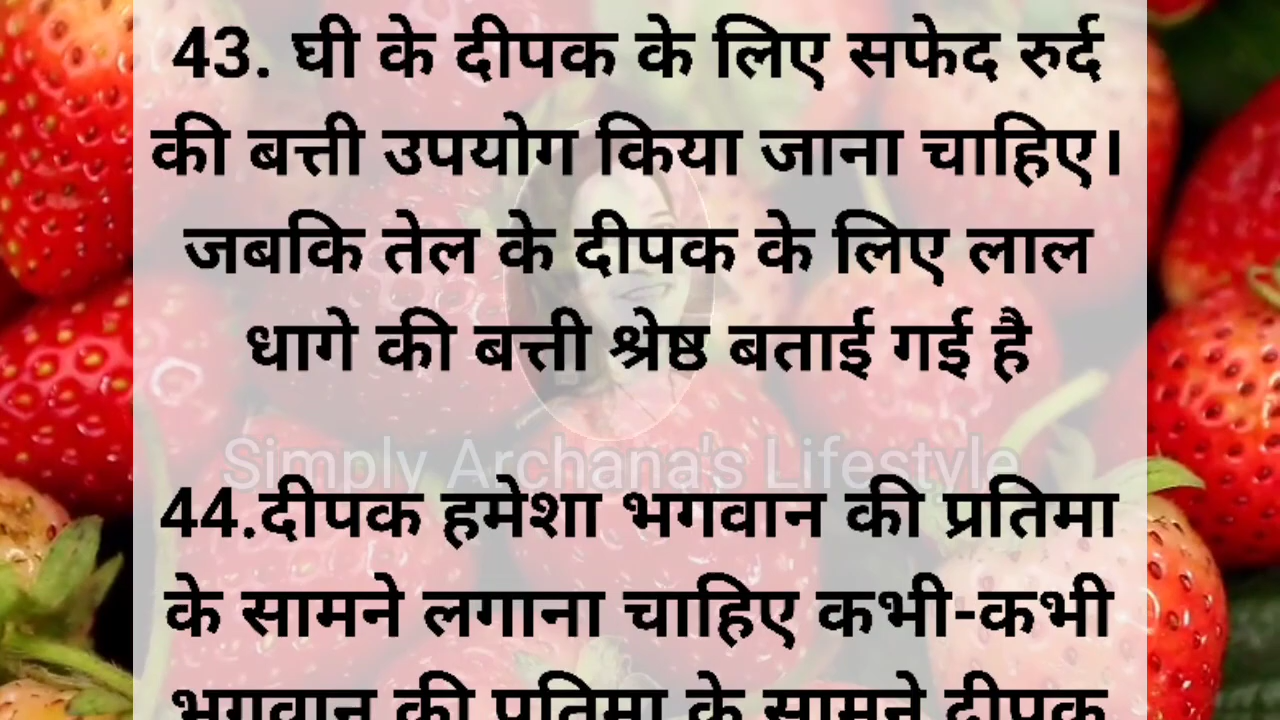 43. घी के दीपक के लिए सफेद रुर्द
की बत्ती उपयोग किया जाना चाहिए।
जबकि तेल के दीपक के लिए लाल
धागे की बत्ती श्रेष्ठ बताई गई है
Simply Archana's Lifestyle
44.दीपक हमेशा भगवान की प्रतिमा
के सामने लगाना चाहिए कभी-कभी
भगवान की प्रतिमा के सामने दीपक